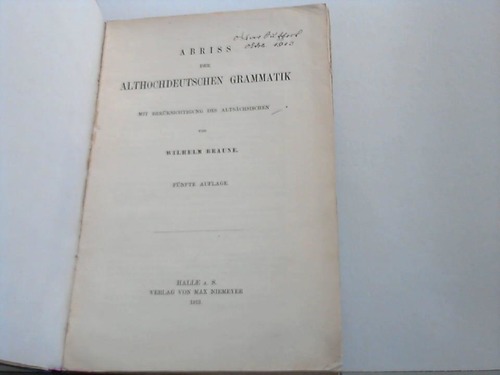 ABRISS
DER
ALTHOCHDEUTSCHEN GRAMMATIK
MIT BERÜCKSICHTIGUNG DES ALTSÄCHSISCHEN
VON
WILHELM BRAUNE.
FÜNFTE AUFLAGE.
HALLE A. S.
VERLAG VON MAX NIEMEYER